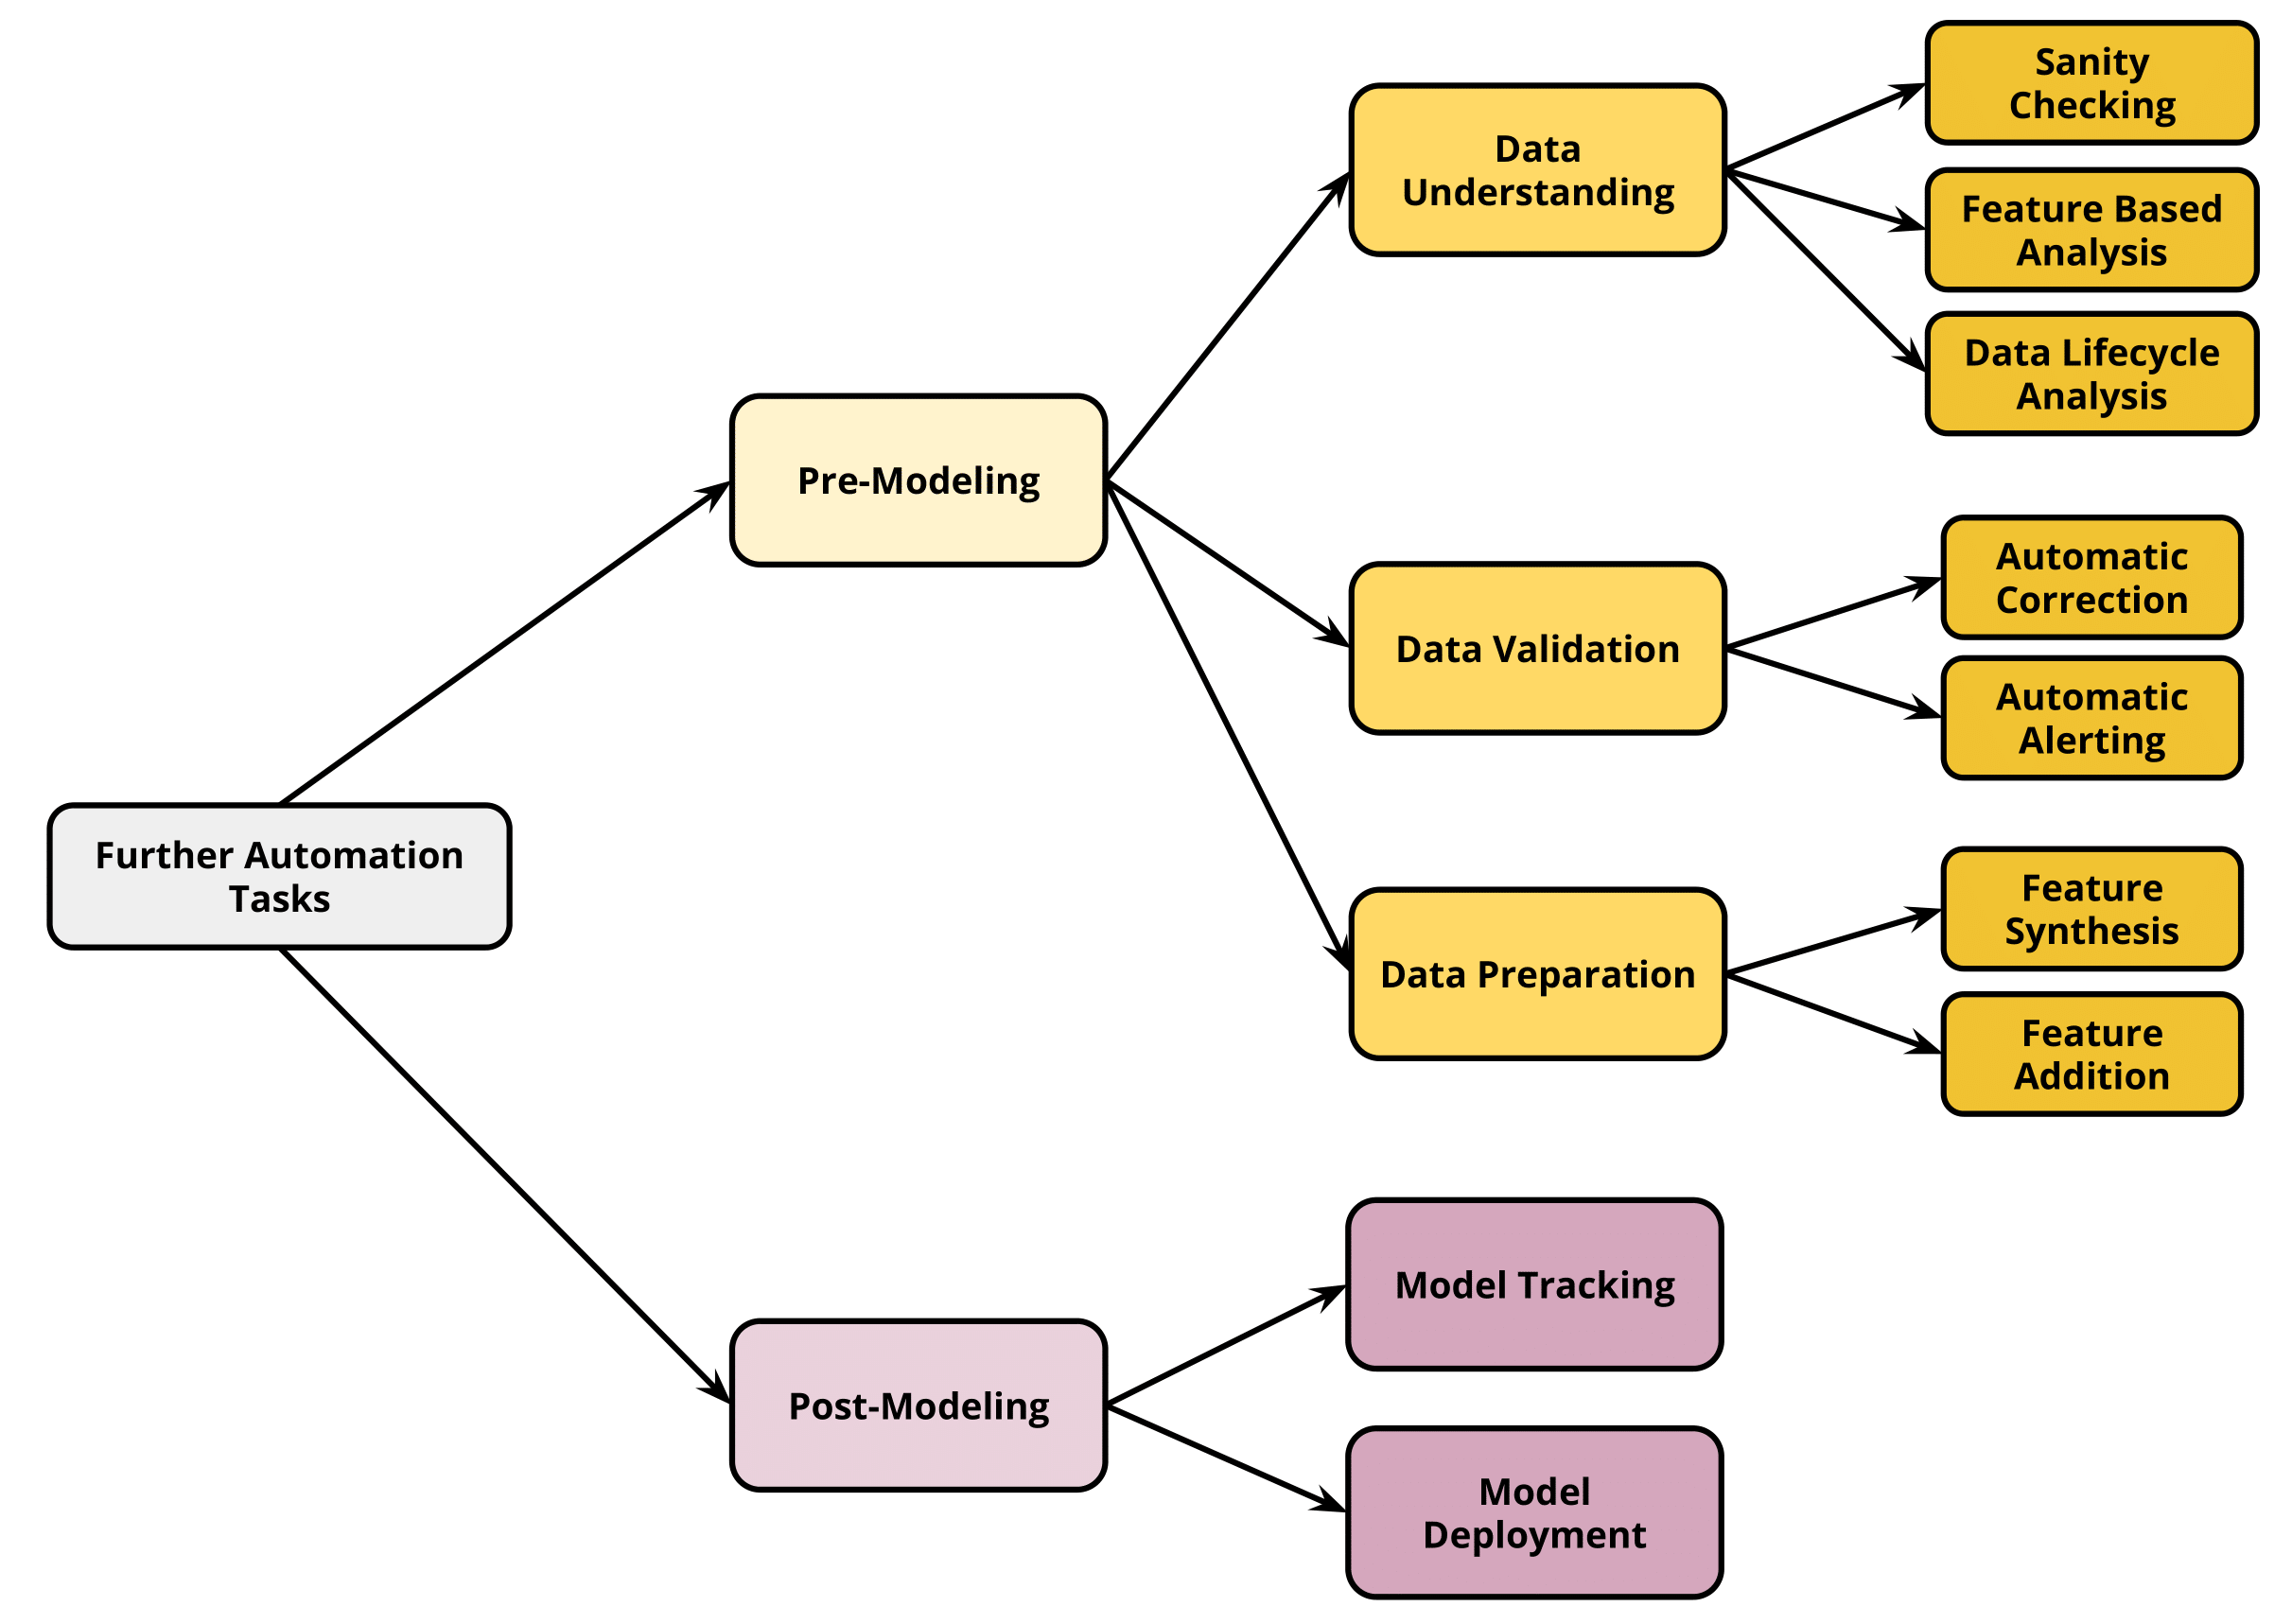 Sanity
Checking
Data
Understanding
Feature Based
Analysis
Data Lifecycle
Analysis
Pre-Modeling
Automatic
Correction
Data Validation
Automatic
Alerting
Further Automation
Tasks
Feature
Synthesis
Data Preparation
Feature
Addition
Model Tracking
Post-Modeling
Model
Deployment